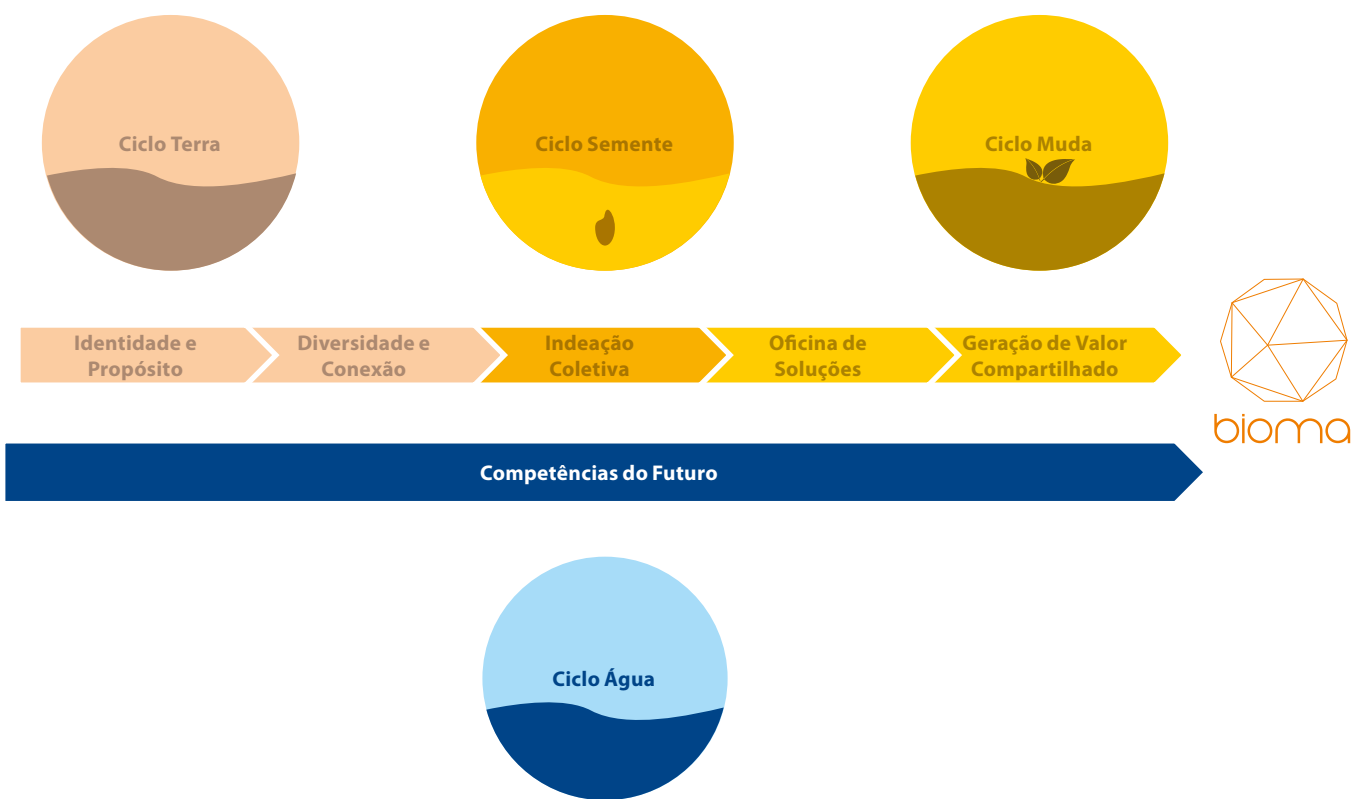 Ciclo Terra
Ciclo Semente
Ciclo Muda
Identidade e
Propósito
Diversidade e
Conexão
Indeação
Coletiva
Oficina de
Soluções
Geração de Valor
Compartilhado
bioma
Competências do Futuro
Ciclo Água